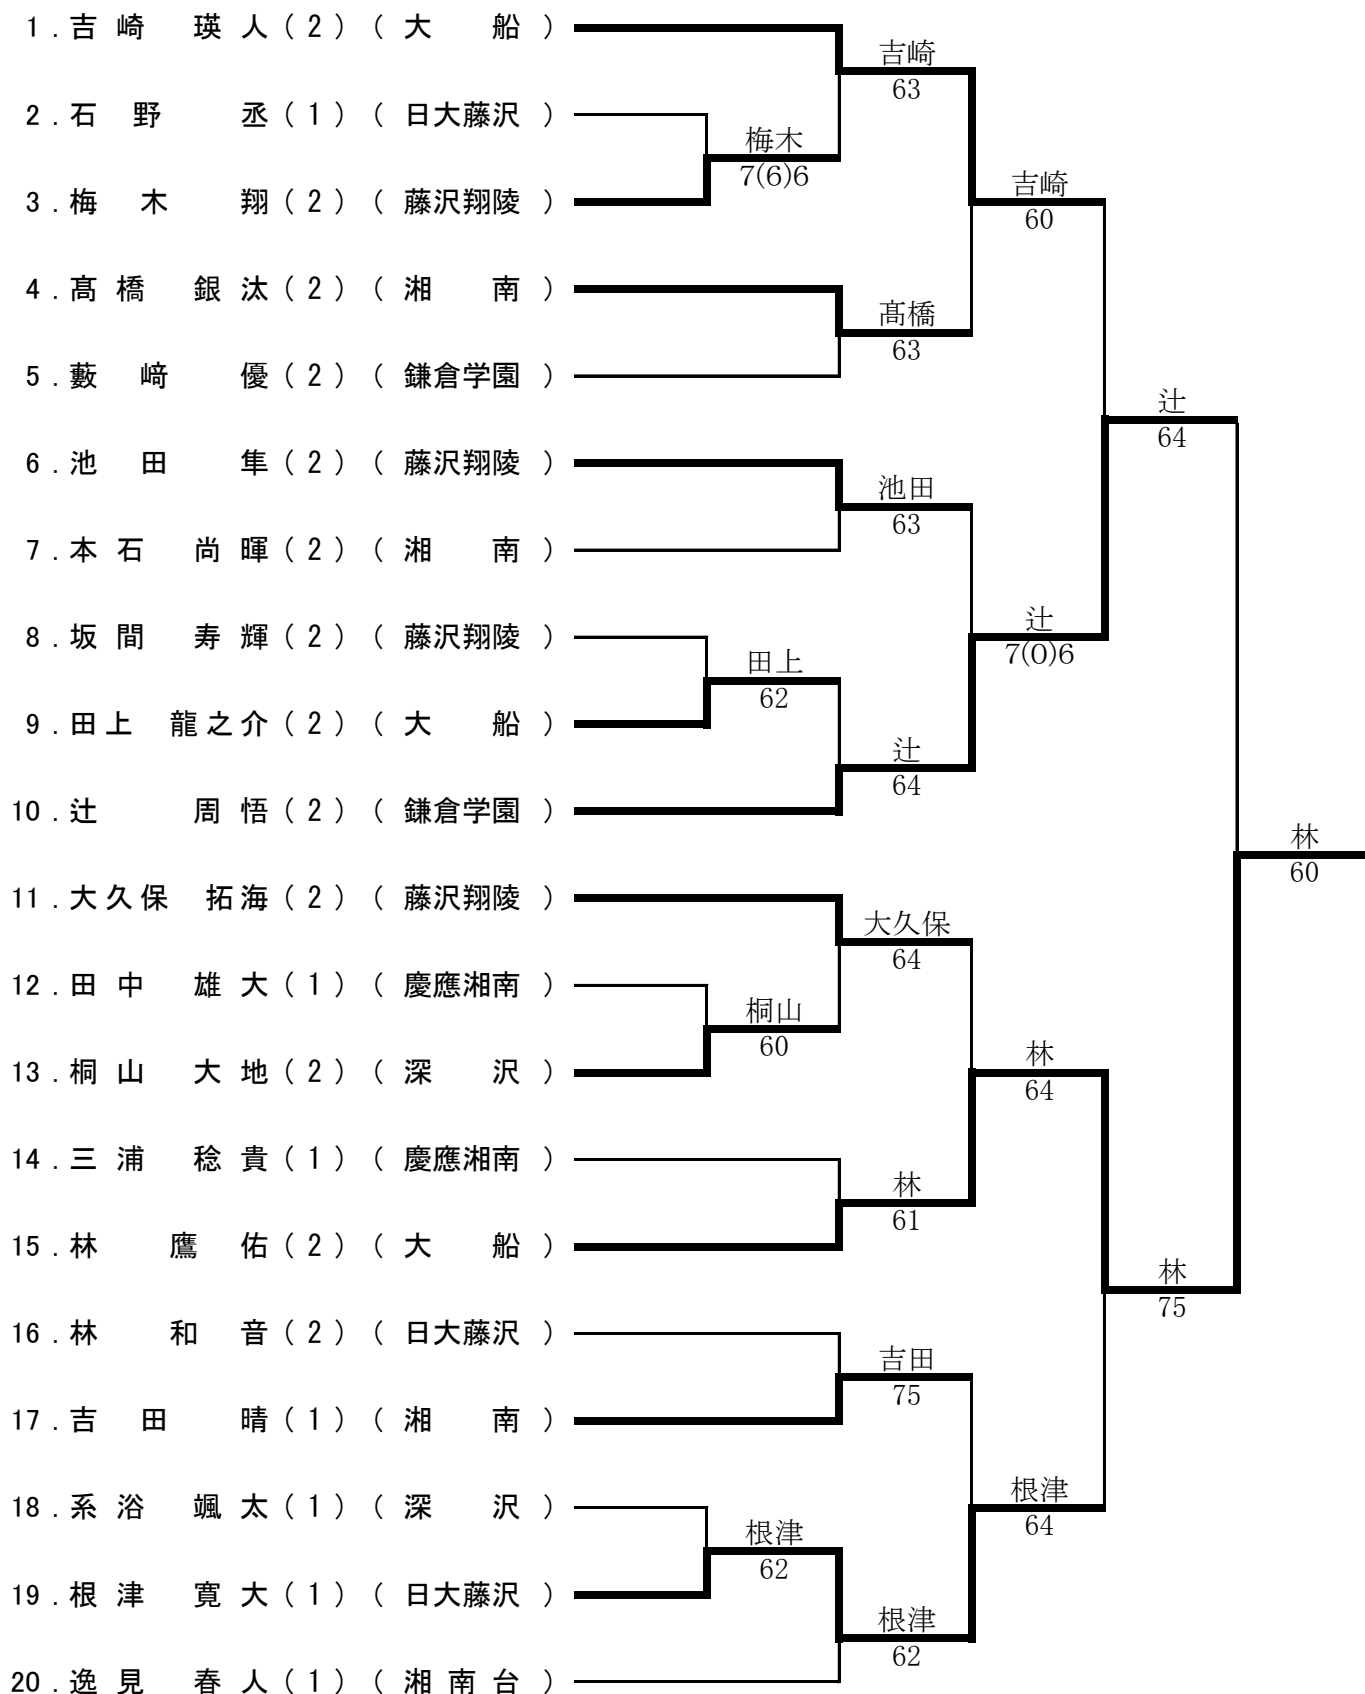 1 . 吉 崎 瑛 人 ( 2 ) ( 大 船 )
吉崎
63
2 . 石 野 丞 ( 1 ) ( 日大藤沢 )
梅木
7(6)6
3 . 梅 木 翔 ( 2 ) ( 藤沢翔陵 )
吉崎
60
4 . 髙 橋 銀 汰 ( 2 ) ( 湘 南 )
髙橋
63
5 . 藪 﨑 優 ( 2 ) ( 鎌倉学園 )
辻
64
6 . 池 田 隼 ( 2 ) ( 藤沢翔陵 )
池田
63
7 . 本 石 尚 暉 ( 2 ) ( 湘 南 )
8 . 坂 間 寿 輝 ( 2 ) ( 藤沢翔陵 )
辻
7(0)6
田上
62
9 . 田 上 龍 之 介 ( 2 ) ( 大 船 )
辻
64
10 . 辻 周 悟 ( 2 ) ( 鎌倉学園 )
林
60
11 . 大 久 保 拓 海 ( 2 ) ( 藤沢翔陵 )
大久保
64
12 . 田 中 雄 大 ( 1 ) ( 慶應湘南 )
桐山
60
13 . 桐 山 大 地 ( 2 ) ( 深 沢 )
林
64
14 . 三 浦 稔 貴 ( 1 ) ( 慶應湘南 )
林
61
15 . 林 鷹 佑 ( 2 ) ( 大 船 )
林
75
16 . 林 和 音 ( 2 ) ( 日大藤沢 )
吉田
75
17 . 吉 田 晴 ( 1 ) ( 湘 南 )
18 . 系 浴 颯 太 ( 1 ) ( 深 沢 )
根津
64
根津
62
19 . 根 津 寛 大 ( 1 ) ( 日大藤沢 )
根津
62
20 . 逸 見 春 人 ( 1 ) ( 湘 南 台 )